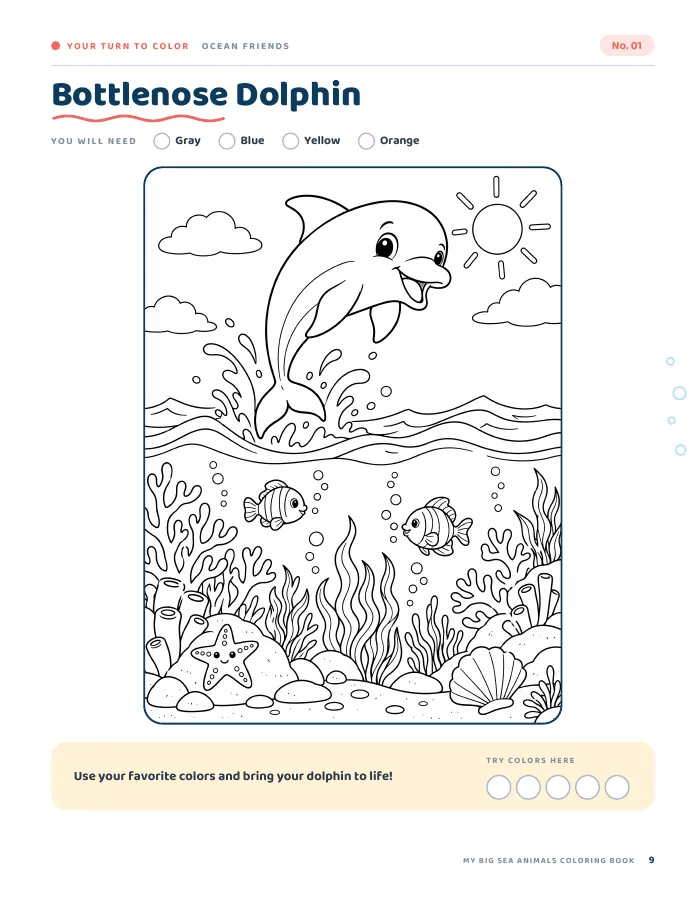 YOUR TURN TO COLOR OCEAN FRIENDS No. 01
Bottlenose Dolphin
YOU WILL NEED Gray Blue Yellow Orange
TRY COLORS HERE
Use your favorite colors and bring your dolphin to life!
MY BIG SEA ANIMALS COLORING BOOK 9